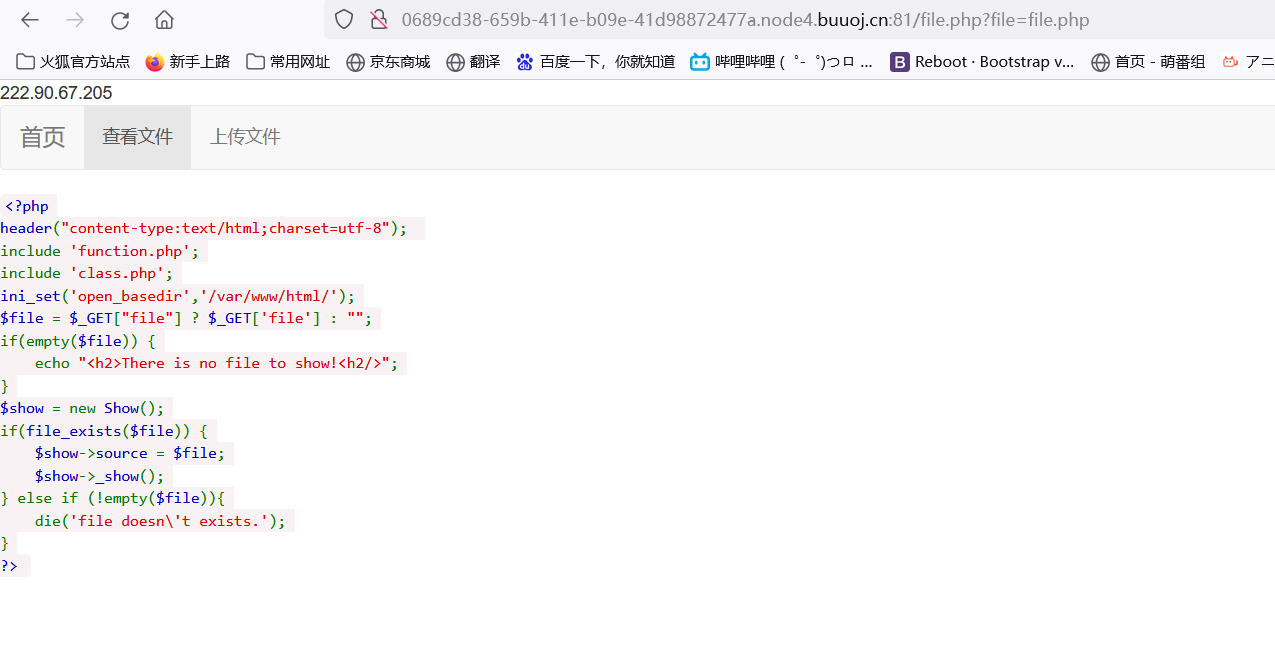 0689cd38-659b-411e-b09e-41d98872477a.node4.buuoj.cn:81/file.php?file=file.php
火狐官方站点 新手上路 常用网址 京东商城 翻译 百度一下，你就知道 哔哩哔哩 ( ゜- ゜)つロ ... B Reboot · Bootstrap v... 首页 - 萌番组 アニ
222.90.67.205
首页 查看文件 上传文件
<?php
header("content-type:text/html;charset=utf-8");
include 'function.php';
include 'class.php';
ini_set('open_basedir','/var/www/html/');
$file = $_GET["file"] ? $_GET['file'] : "";
if(empty($file)) {
    echo "<h2>There is no file to show!<h2/>";
}
$show = new Show();
if(file_exists($file)) {
    $show->source = $file;
    $show->_show();
} else if (!empty($file)){
    die('file doesn\'t exists.');
}
?>